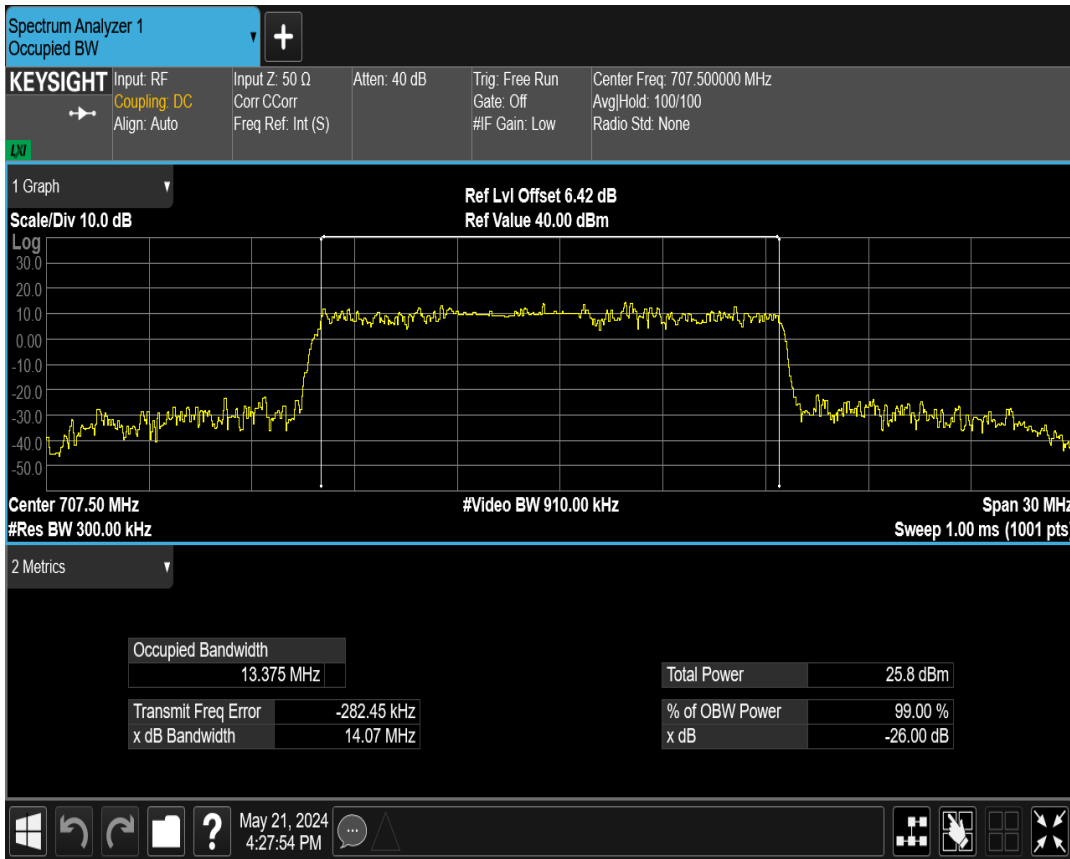 Spectrum Analyzer 1
Occupied BW
+
KEYSIGHT
LXI
Input: RF
Coupling: DC
Align: Auto
Input Z: 50 Ω
Corr CCorr
Freq Ref: Int (S)
Atten: 40 dB
Trig: Free Run
Gate: Off
#IF Gain: Low
Center Freq: 707.500000 MHz
Avg|Hold: 100/100
Radio Std: None
1 Graph
Scale/Div 10.0 dB
Ref Lvl Offset 6.42 dB
Ref Value 40.00 dBm
Log
30.0
20.0
10.0
0.00
-10.0
-20.0
-30.0
-40.0
-50.0
Center 707.50 MHz
#Video BW 910.00 kHz
Span 30 MHz
#Res BW 300.00 kHz
Sweep 1.00 ms (1001 pts)
2 Metrics
Occupied Bandwidth
13.375 MHz
Transmit Freq Error -282.45 kHz
x dB Bandwidth 14.07 MHz
Total Power 25.8 dBm
% of OBW Power 99.00 %
x dB -26.00 dB
?
May 21, 2024
4:27:54 PM